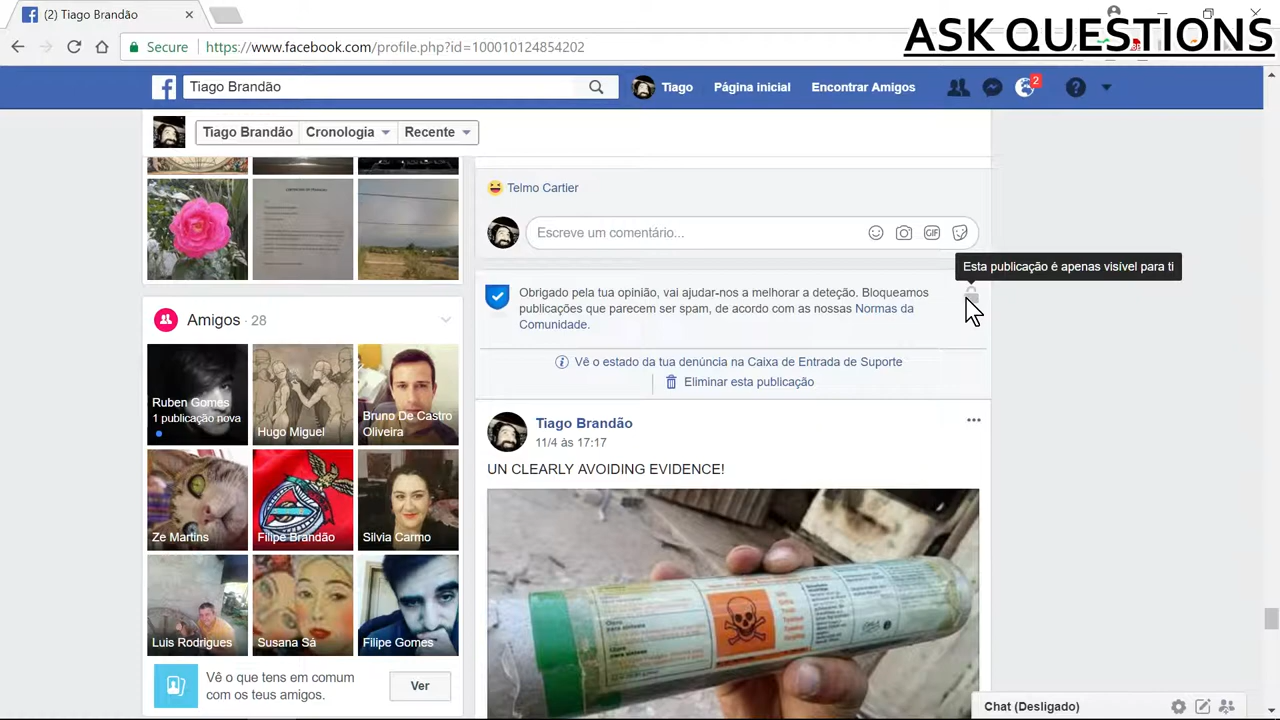 (2) Tiago Brandão
Secure
https://www.facebook.com/profile.php?id=100010124854202
ASK QUESTIONS
Tiago Brandão
Tiago
Página inicial
Encontrar Amigos
2
Tiago Brandão
Cronologia
Recente
Telmo Cartier
Escreve um comentário...
GIF
Esta publicação é apenas visível para ti
Obrigado pela tua opinião, vai ajudar-nos a melhorar a deteção. Bloqueamos
publicações que parecem ser spam, de acordo com as nossas Normas da
Comunidade.
Vê o estado da tua denúncia na Caixa de Entrada de Suporte
Eliminar esta publicação
Amigos · 28
Ruben Gomes
1 publicação nova
Hugo Miguel
Bruno De Castro
Oliveira
Ze Martins
Filipe Brandão
Silvia Carmo
Luis Rodrigues
Susana Sá
Filipe Gomes
Vê o que tens em comum
com os teus amigos.
Ver
Tiago Brandão
11/4 às 17:17
UN CLEARLY AVOIDING EVIDENCE!
Chat (Desligado)